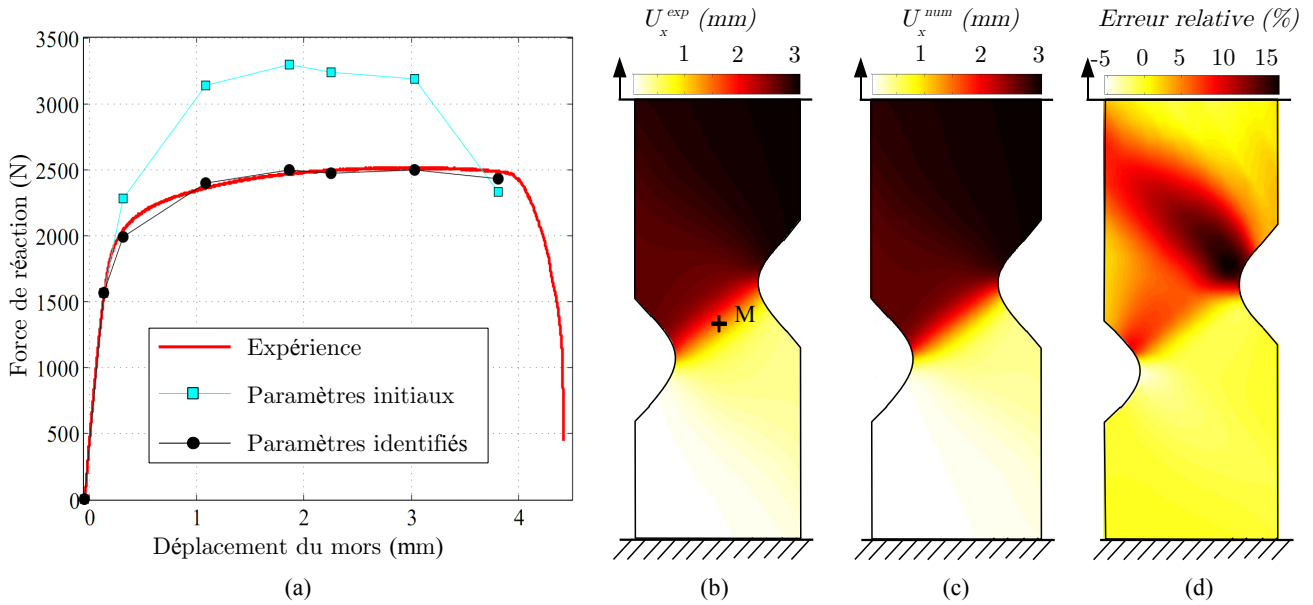 3500
3000
2500
2000
1500
1000
500
0
0 1 2 3 4
Force de réaction (N)
Déplacement du mors (mm)
Expérience
Paramètres initiaux
Paramètres identifiés
(a)
U_x^exp (mm)
1 2 3
M
(b)
U_x^num (mm)
1 2 3
(c)
Erreur relative (%)
−5 0 5 10 15
(d)